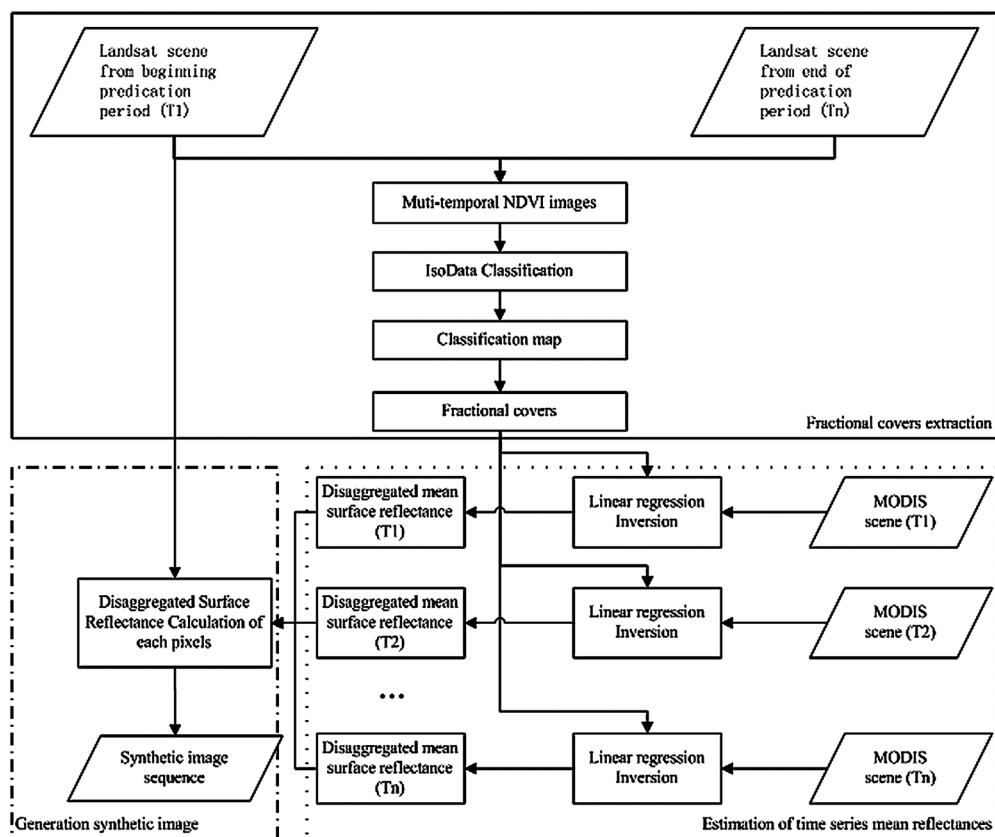 Landsat scene
from beginning
predication
period (T1)
Landsat scene
from end of
predication
period (Tn)
Muti-temporal NDVI images
IsoData Classification
Classification map
Fractional covers
Fractional covers extraction
Disaggregated mean
surface reflectance
(T1)
Linear regression
Inversion
MODIS
scene (T1)
Disaggregated Surface
Reflectance Calculation of
each pixels
Disaggregated mean
surface reflectance
(T2)
Linear regression
Inversion
MODIS
scene (T2)
...
Synthetic image
sequence
Disaggregated mean
surface reflectance
(Tn)
Linear regression
Inversion
MODIS
scene (Tn)
Generation synthetic image
Estimation of time series mean reflectances